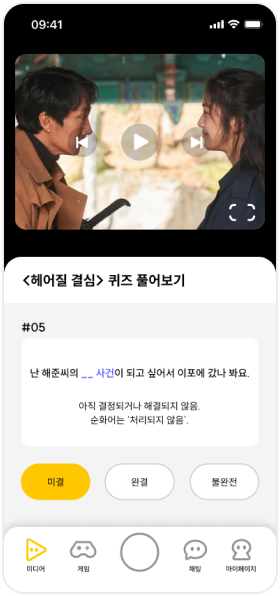 09:41
<헤어질 결심> 퀴즈 풀어보기
#05
난 해준씨의 __ 사건이 되고 싶어서 이포에 갔나 봐요.
아직 결정되거나 해결되지 않음.
순화어는 '처리되지 않음'.
미결 완결 불완전
미디어 게임 채팅 마이페이지